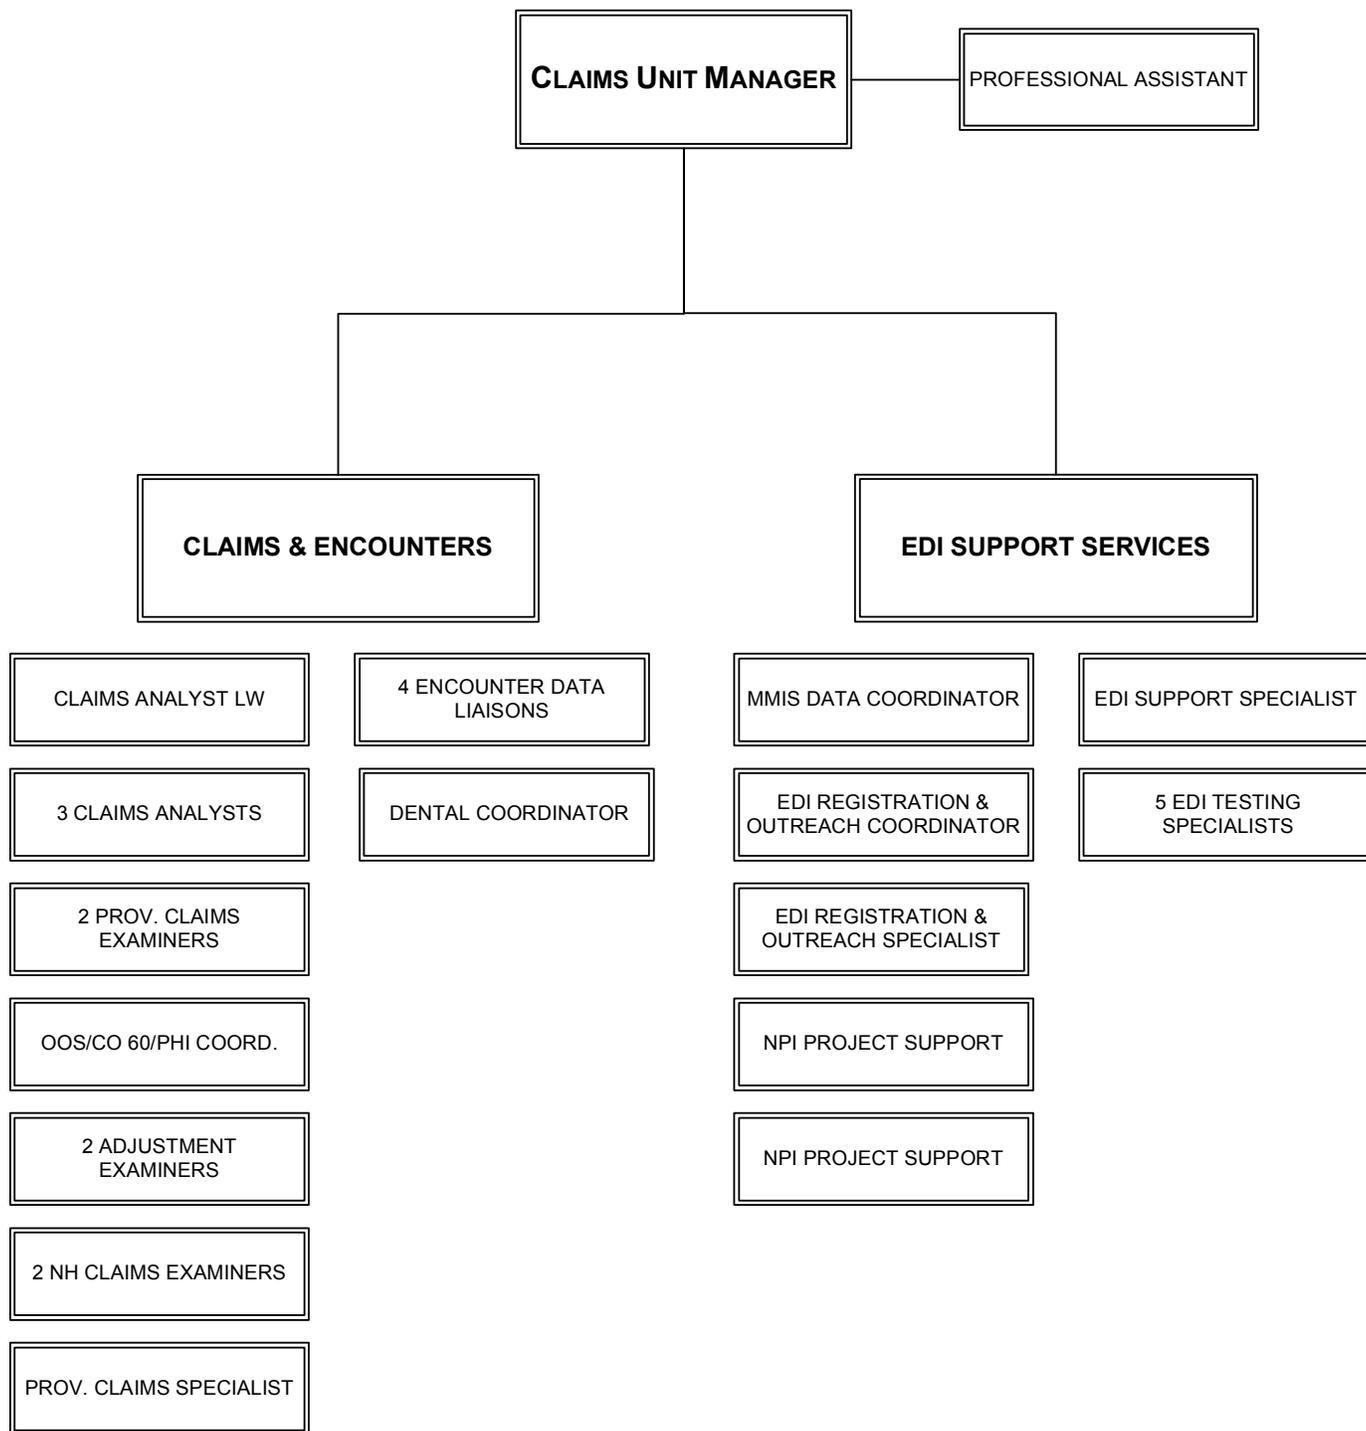 CLAIMS UNIT MANAGER
PROFESSIONAL ASSISTANT
CLAIMS & ENCOUNTERS
EDI SUPPORT SERVICES
CLAIMS ANALYST LW
4 ENCOUNTER DATA
LIAISONS
3 CLAIMS ANALYSTS
DENTAL COORDINATOR
2 PROV. CLAIMS
EXAMINERS
OOS/CO 60/PHI COORD.
2 ADJUSTMENT
EXAMINERS
2 NH CLAIMS EXAMINERS
PROV. CLAIMS SPECIALIST
MMIS DATA COORDINATOR
EDI SUPPORT SPECIALIST
EDI REGISTRATION &
OUTREACH COORDINATOR
5 EDI TESTING
SPECIALISTS
EDI REGISTRATION &
OUTREACH SPECIALIST
NPI PROJECT SUPPORT
NPI PROJECT SUPPORT